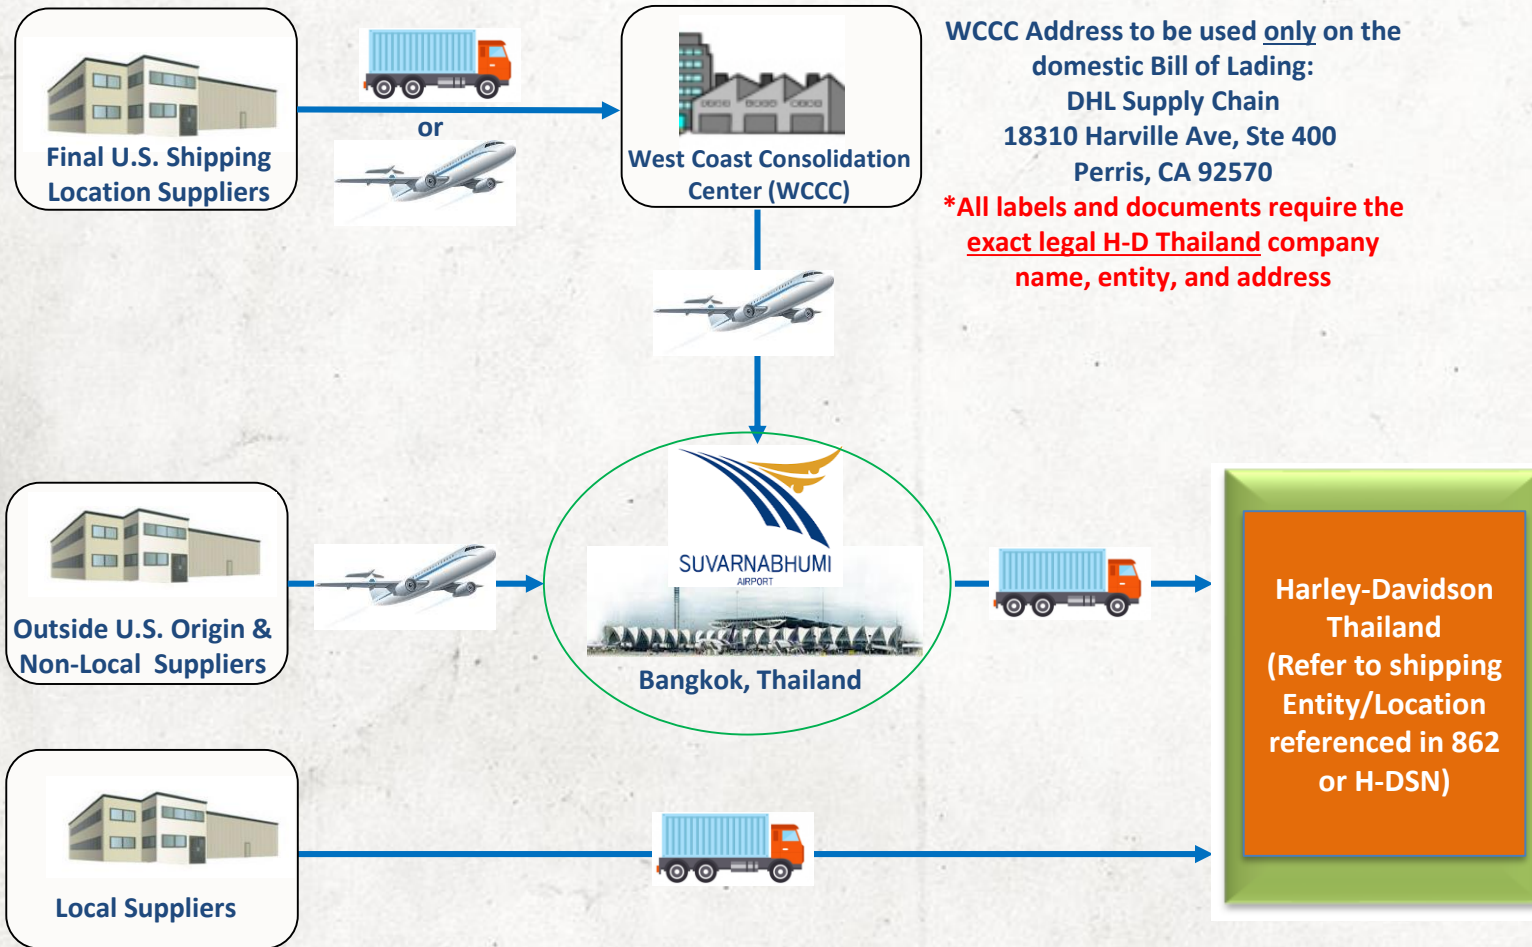 Final U.S. Shipping
Location Suppliers
or
West Coast Consolidation
Center (WCCC)
WCCC Address to be used only on the
domestic Bill of Lading:
DHL Supply Chain
18310 Harville Ave, Ste 400
Perris, CA 92570
*All labels and documents require the
exact legal H-D Thailand company
name, entity, and address
Outside U.S. Origin &
Non-Local Suppliers
SUVARNABHUMI
AIRPORT
Bangkok, Thailand
Harley-Davidson
Thailand
(Refer to shipping
Entity/Location
referenced in 862
or H-DSN)
Local Suppliers